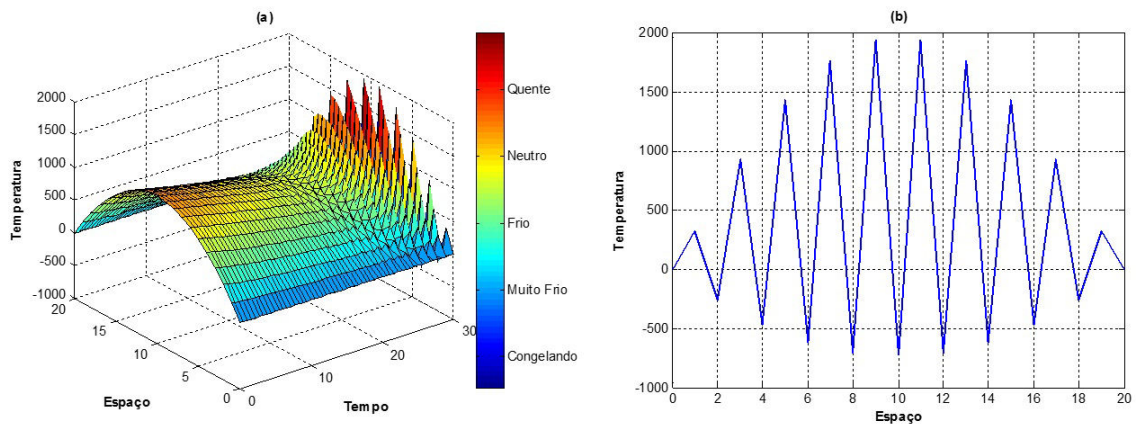 (a)
2000
1500
1000
500
0
-500
-1000
Temperatura
20
15
10
5
0
Espaço
0
10
20
30
Tempo
Quente
Neutro
Frio
Muito Frio
Congelando
(b)
2000
1500
1000
500
0
-500
-1000
Temperatura
0 2 4 6 8 10 12 14 16 18 20
Espaço